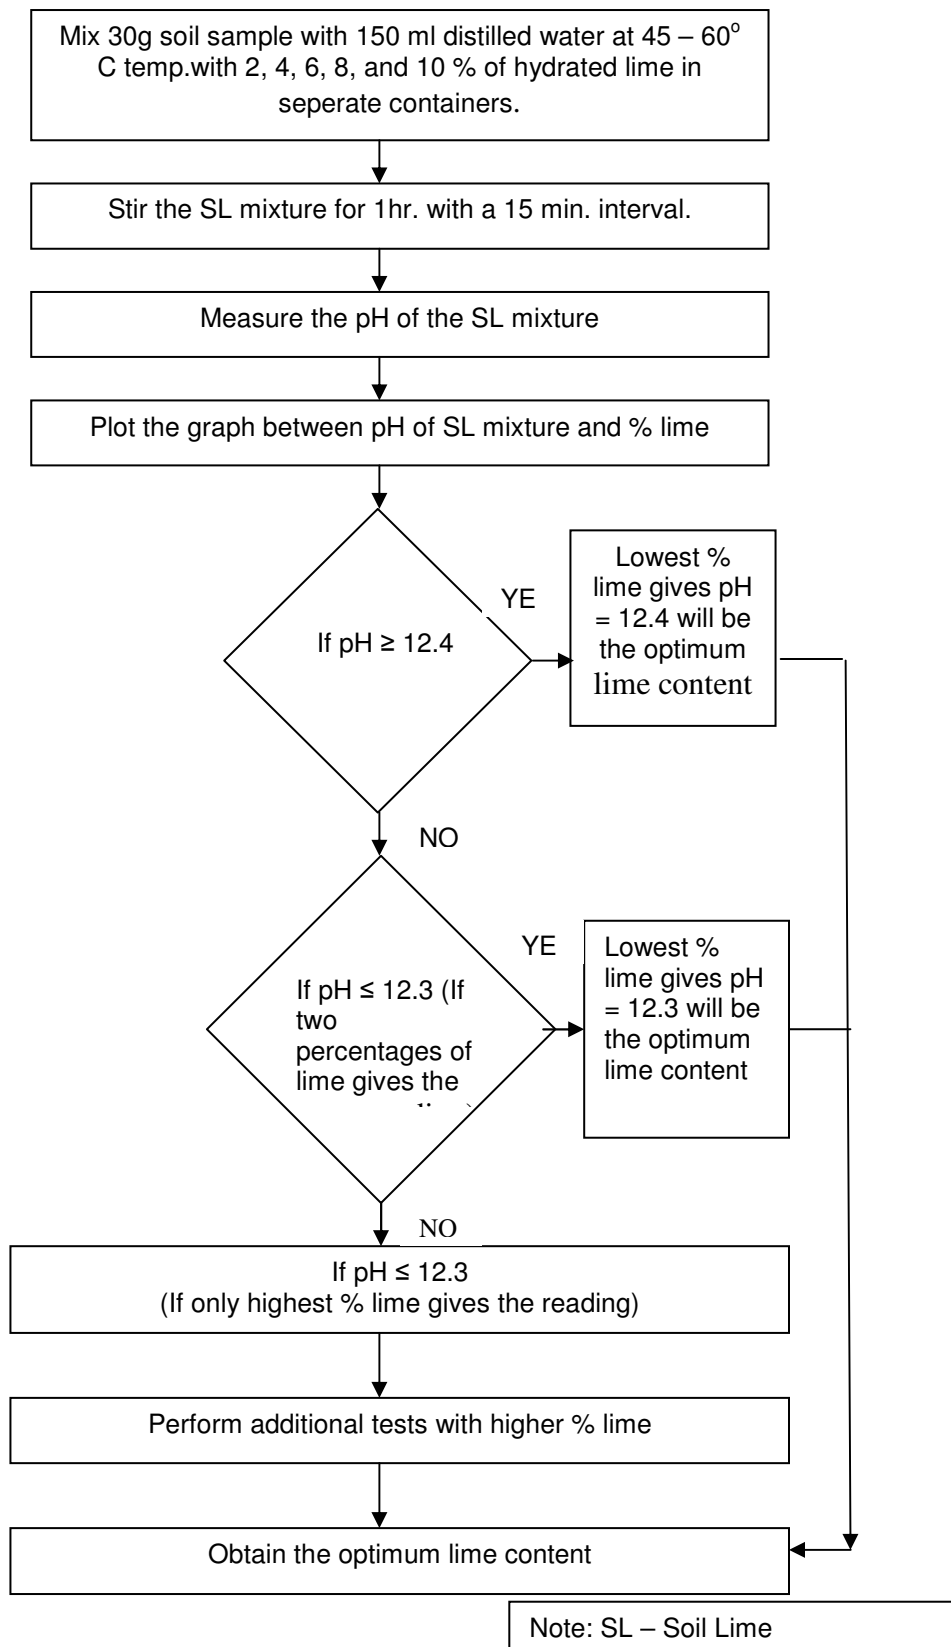 Mix 30g soil sample with 150 ml distilled water at 45 – 60o
C temp.with 2, 4, 6, 8, and 10 % of hydrated lime in
seperate containers.
Stir the SL mixture for 1hr. with a 15 min. interval.
Measure the pH of the SL mixture
Plot the graph between pH of SL mixture and % lime
If pH ≥ 12.4
YE
Lowest %
lime gives pH
= 12.4 will be
the optimum
lime content
NO
If pH ≤ 12.3 (If
two
percentages of
lime gives the
YE
Lowest %
lime gives pH
= 12.3 will be
the optimum
lime content
NO
If pH ≤ 12.3
(If only highest % lime gives the reading)
Perform additional tests with higher % lime
Obtain the optimum lime content
Note: SL – Soil Lime